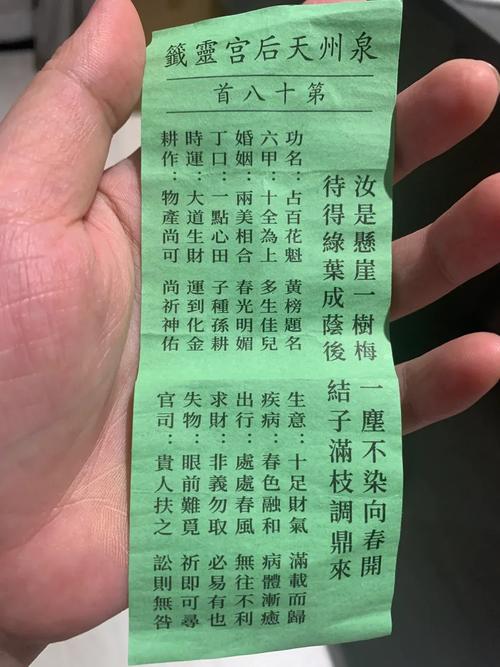 泉州天后宮靈籤
第十八首
汝是懸崖一樹梅 一塵不染向春開
待得綠葉成蔭後 結子滿枝調鼎來
功名：占百花魁 黃榜題名
六甲：十全為上 多生佳兒
婚姻：兩美相合 春光明媚
丁口：一點心田 子種孫耕
時運：大道生財 運到化金
耕作：物產尚可 尚祈神佑
生意：十足財氣 滿載而歸
疾病：春色融和 病體漸癒
出行：處處春風 無往不利
求財：非義勿取 必易有也
失物：眼前難覓 祈即可尋
官司：貴人扶之 訟則無咎